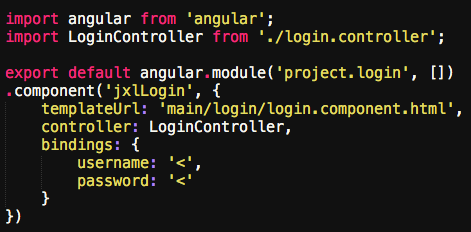 import angular from 'angular';
import LoginController from './login.controller';
export default angular.module('project.login', [])
.component('jxlLogin', {
templateUrl: 'main/login/login.component.html',
controller: LoginController,
bindings: {
username: '<',
password: '<'
}
})